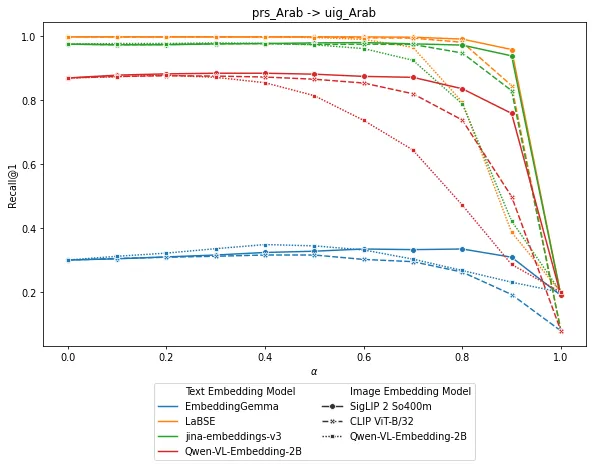 prs_Arab -> uig_Arab
Recall@1
1.0
0.8
0.6
0.4
0.2
0.0 0.2 0.4 0.6 0.8 1.0
α
Text Embedding Model Image Embedding Model
EmbeddingGemma SigLIP 2 So400m
LaBSE CLIP ViT-B/32
jina-embeddings-v3 Qwen-VL-Embedding-2B
Qwen-VL-Embedding-2B